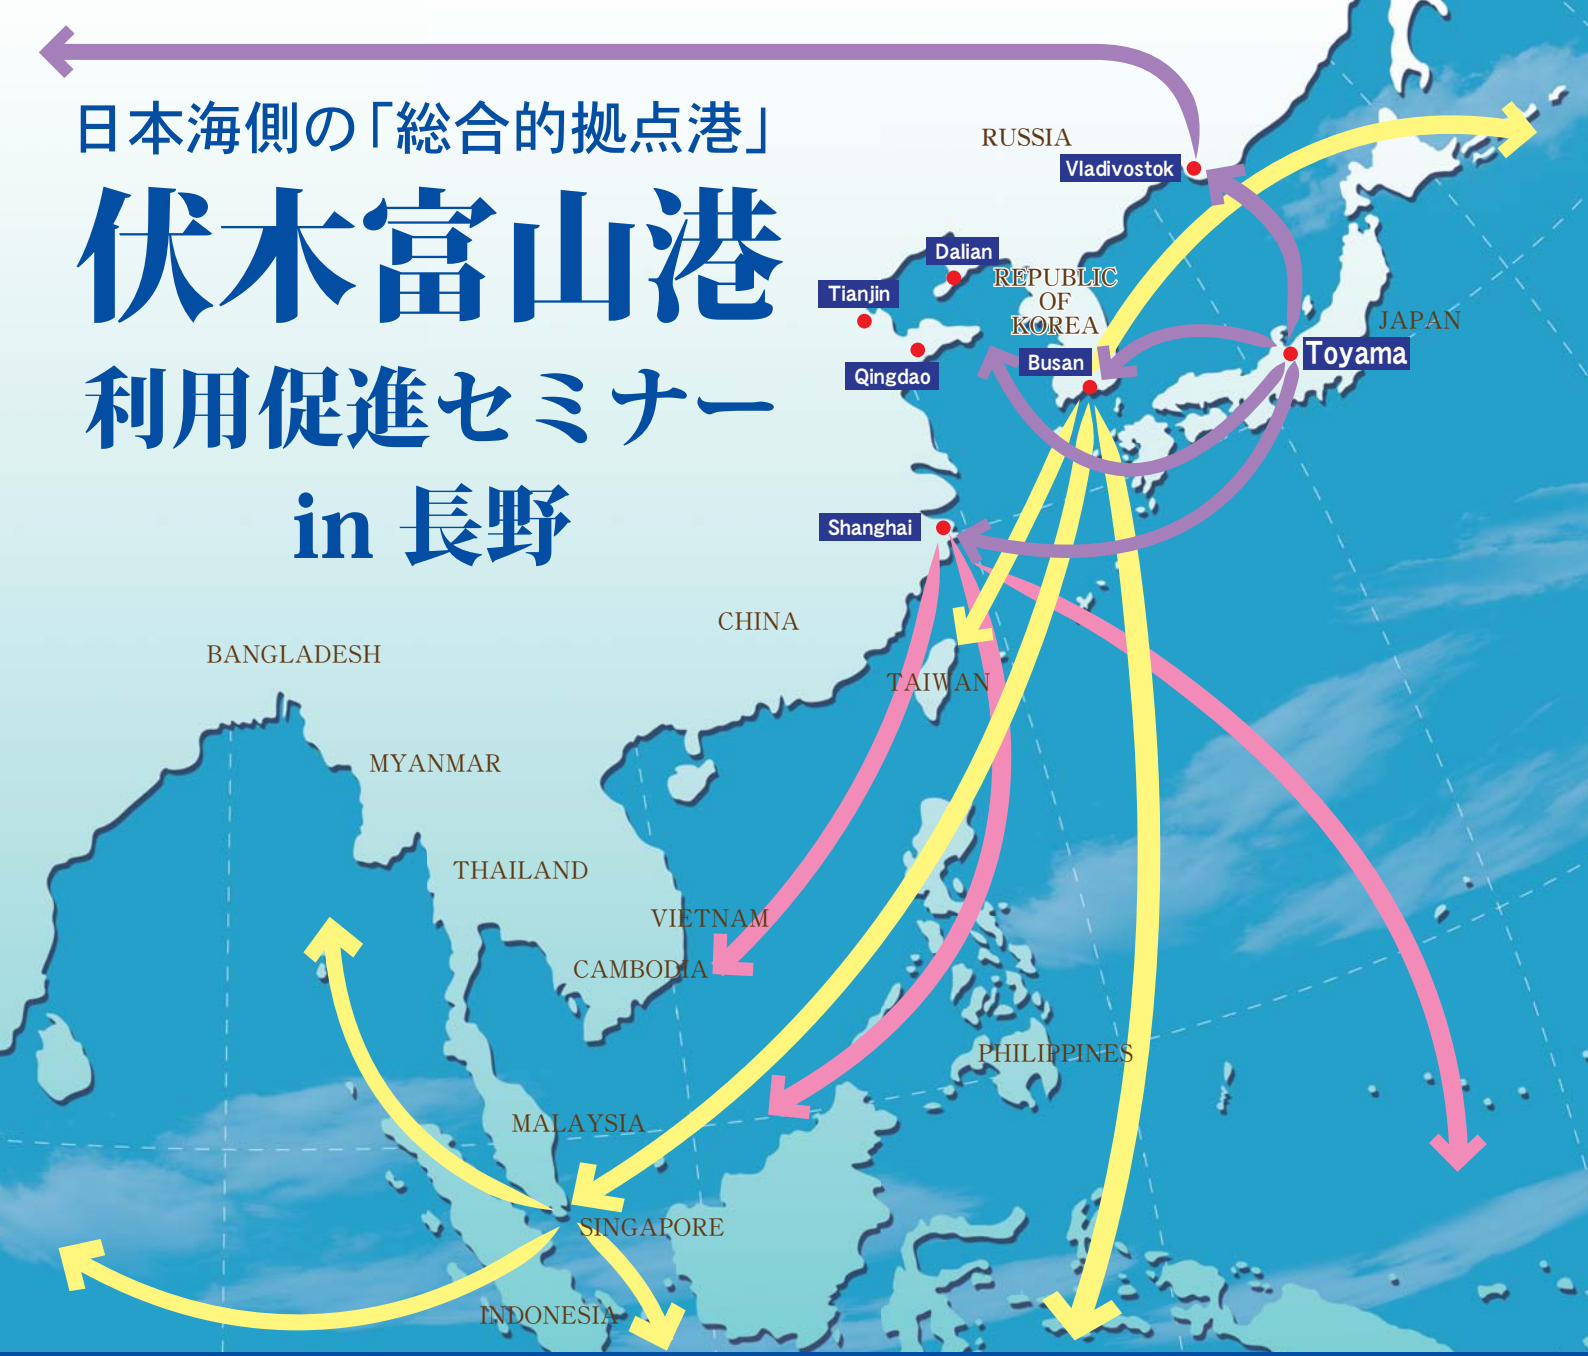 日本海側の「総合的拠点港」
伏木富山港
利用促進セミナー
in 長野
RUSSIA
Vladivostok
Dalian
Tianjin
REPUBLIC
OF
KOREA
Qingdao
Busan
JAPAN
Toyama
Shanghai
CHINA
BANGLADESH
TAIWAN
MYANMAR
THAILAND
VIETNAM
CAMBODIA
PHILIPPINES
MALAYSIA
SINGAPORE
INDONESIA